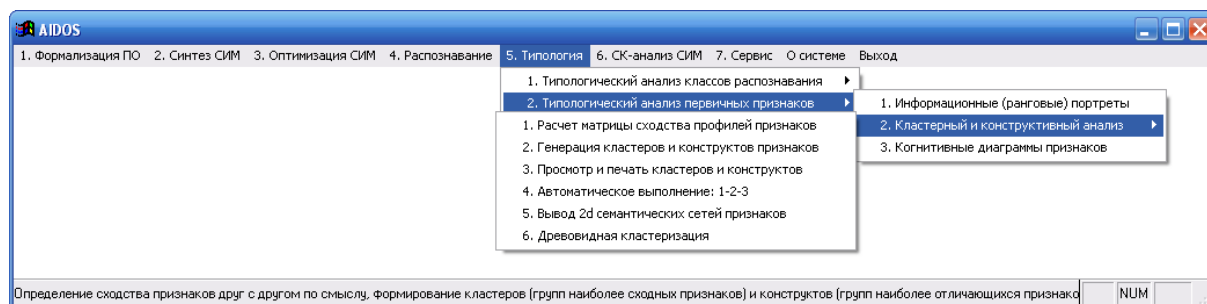 AIDOS
1. Формализация ПО 2. Синтез СИМ 3. Оптимизация СИМ 4. Распознавание 5. Типология 6. СК-анализ СИМ 7. Сервис О системе Выход
1. Типологический анализ классов распознавания
2. Типологический анализ первичных признаков
1. Информационные (ранговые) портреты
2. Кластерный и конструктивный анализ
3. Когнитивные диаграммы признаков
1. Расчет матрицы сходства профилей признаков
2. Генерация кластеров и конструктов признаков
3. Просмотр и печать кластеров и конструктов
4. Автоматическое выполнение: 1-2-3
5. Вывод 2d семантических сетей признаков
6. Древовидная кластеризация
Определение сходства признаков друг с другом по смыслу, формирование кластеров (групп наиболее сходных признаков) и конструктов (групп наиболее отличающихся признако NUM